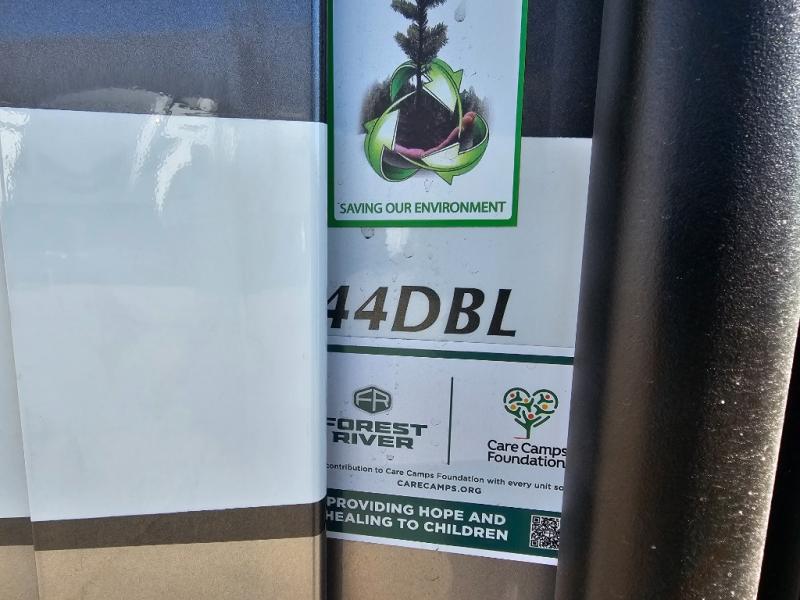 SAVING OUR ENVIRONMENT
44DBL
FR
FOREST
RIVER
Care Camps
Foundation
contribution to Care Camps Foundation with every unit
CARECAMPS.ORG
PROVIDING HOPE AND
HEALING TO CHILDREN